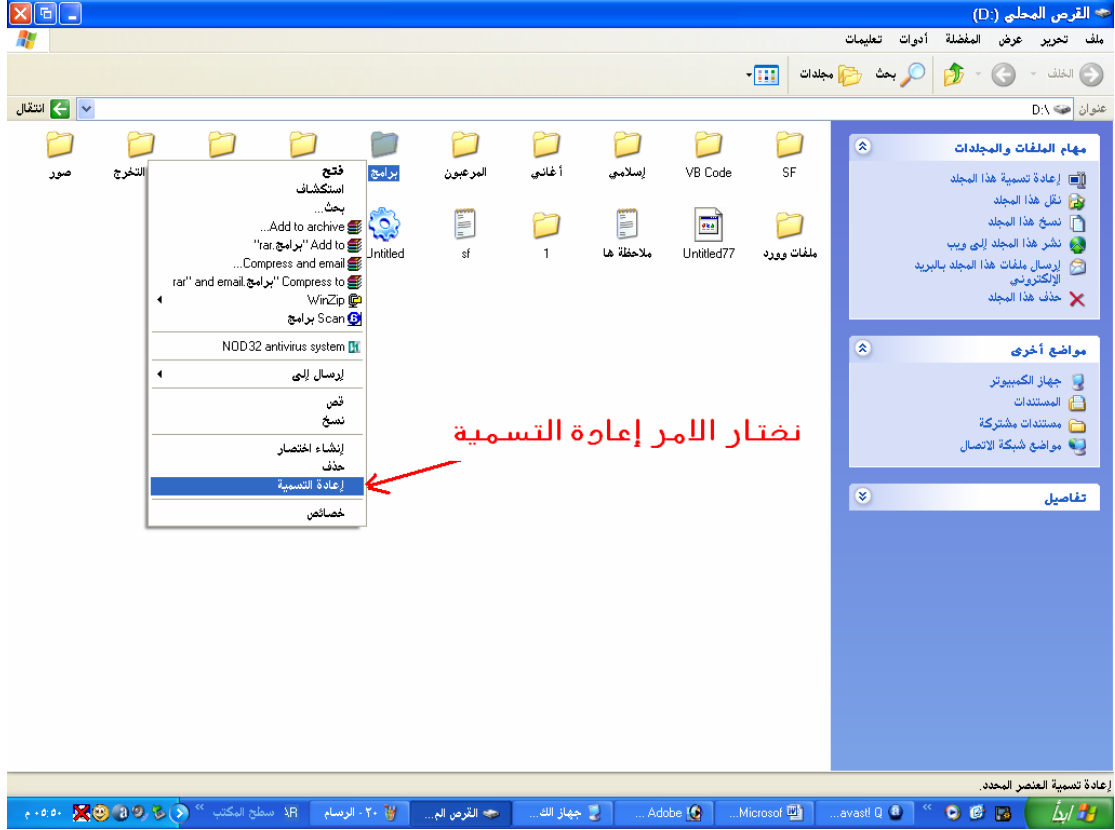 القرص المحلي (D:)
ملف تحرير عرض المفضلة أدوات تعليمات
الخلف بحث مجلدات
عنوان D:\ انتقال
مهام الملفات والمجلدات
إعادة تسمية هذا المجلد
نقل هذا المجلد
نسخ هذا المجلد
نشر هذا المجلد إلى ويب
إرسال ملفات هذا المجلد بالبريد
الإلكتروني
حذف هذا المجلد
مواضع أخرى
جهاز الكمبيوتر
المستندات
مستندات مشتركة
مواضع شبكة الاتصال
تفاصيل
SF VB Code إسلامي أغاني المرعبون برامج التخرج صور
ملفات وورد Untitled77 ملاحظة ها 1 sf Untitled
فتح
استكشاف
بحث...
Add to archive...
Add to "برامج.rar"
Compress and email...
Compress to "برامج.rar" and email
WinZip
Scan برامج
NOD32 antivirus system
إرسال إلى
قص
نسخ
إنشاء اختصار
حذف
إعادة التسمية
خصائص
نختار الامر إعادة التسمية
إعادة تسمية العنصر المحدد.
ابدأ avast! Q... Microsof... Adobe ... جهاز الك... القرص الم... ٢٠ - الرسام سطح المكتب ٠٥:٥٠ م